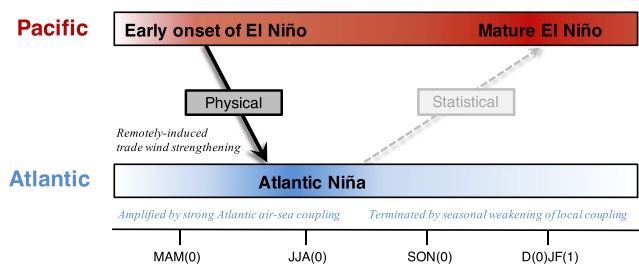 Pacific
Early onset of El Niño
Mature El Niño
Physical
Statistical
Remotely-induced
trade wind strengthening
Atlantic
Atlantic Niña
Amplified by strong Atlantic air-sea coupling
Terminated by seasonal weakening of local coupling
MAM(0)
JJA(0)
SON(0)
D(0)JF(1)